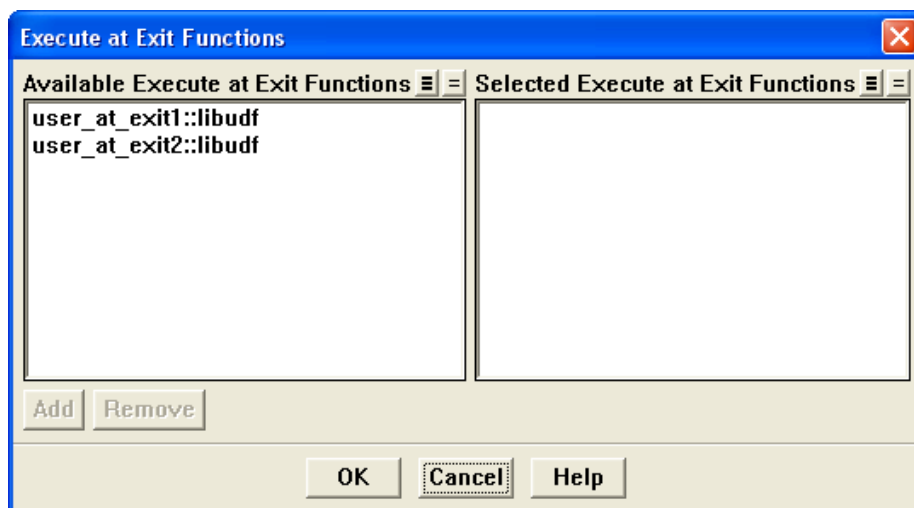 Execute at Exit Functions
Available Execute at Exit Functions Selected Execute at Exit Functions
user_at_exit1::libudf
user_at_exit2::libudf
Add Remove
OK Cancel Help